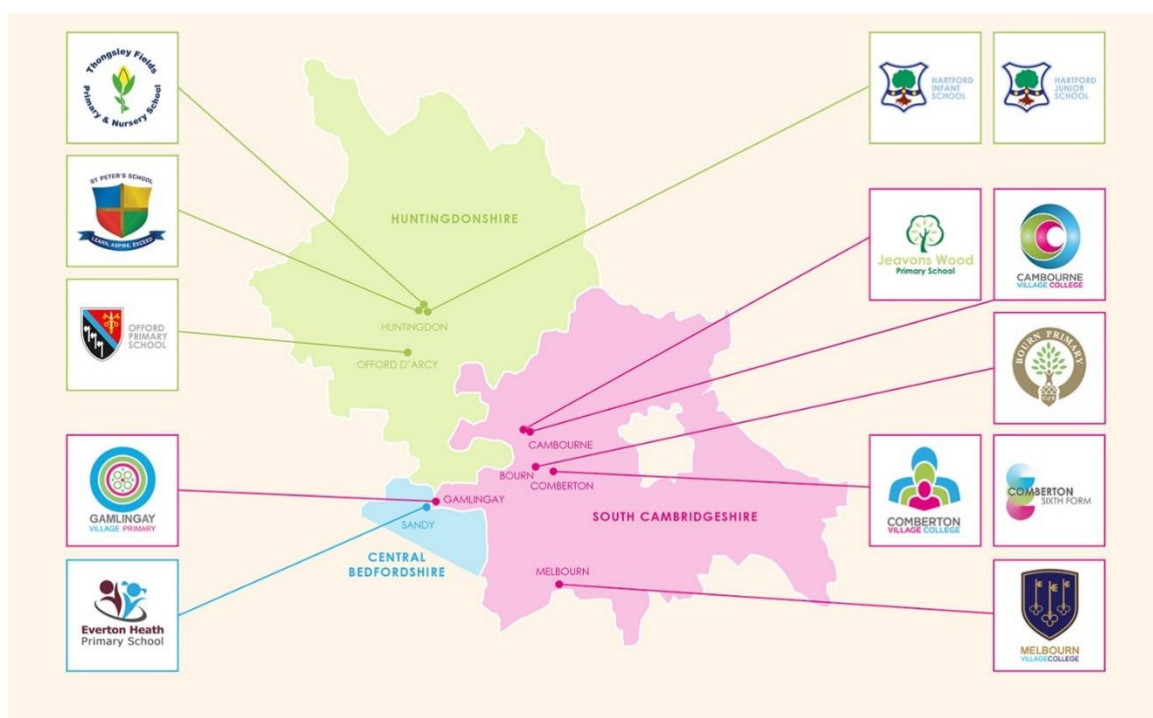 Thongsley Fields
Primary & Nursery School
ST PETER'S SCHOOL
LEARN, ASPIRE, EXCEED
OFFORD
PRIMARY
SCHOOL
GAMLINGAY
VILLAGE PRIMARY
Everton Heath
Primary School
HUNTINGDONSHIRE
HUNTINGDON
OFFORD D'ARCY
CAMBOURNE
BOURN
COMBERTON
GAMLINGAY
SANDY
SOUTH CAMBRIDGESHIRE
CENTRAL
BEDFORDSHIRE
MELBOURN
HARTFORD
INFANT
SCHOOL
HARTFORD
JUNIOR
SCHOOL
Jeavons Wood
Primary School
CAMBOURNE
VILLAGE COLLEGE
BOURN PRIMARY
CofE
COMBERTON
VILLAGE COLLEGE
COMBERTON
SIXTH FORM
MELBOURN
VILLAGECOLLEGE